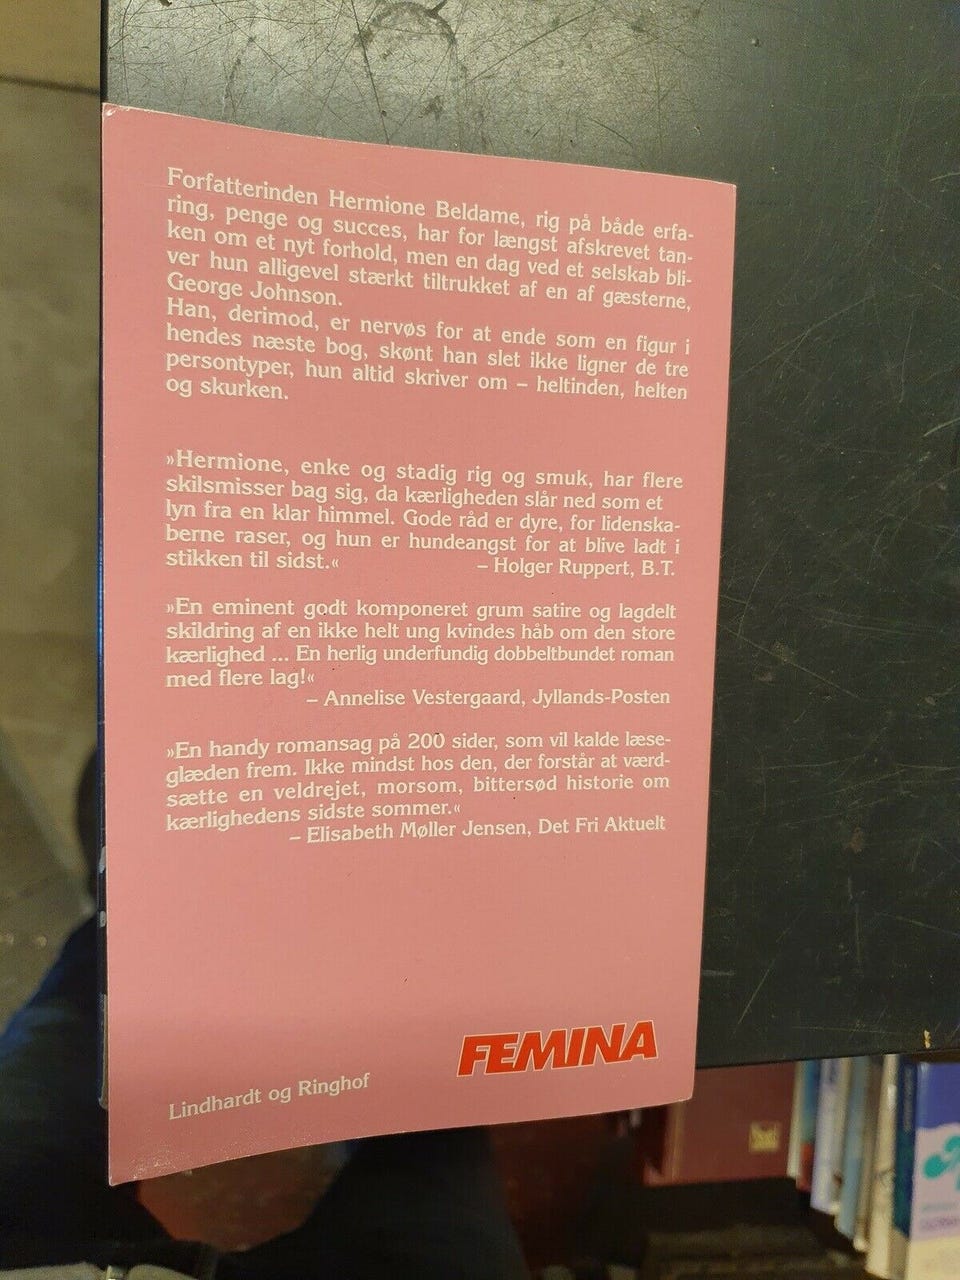 Forfatterinden Hermione Beldame, rig på både erfa-
ring, penge og succes, har for længst afskrevet tan-
ken om et nyt forhold, men en dag ved et selskab bli-
ver hun alligevel stærkt tiltrukket af en af gæsterne,
George Johnson.
Han, derimod, er nervøs for at ende som en figur i
hendes næste bog, skønt han slet ikke ligner de tre
persontyper, hun altid skriver om – heltinden, helten
og skurken.
»Hermione, enke og stadig rig og smuk, har flere
skilsmisser bag sig, da kærligheden slår ned som et
lyn fra en klar himmel. Gode råd er dyre, for lidenska-
berne raser, og hun er hundeangst for at blive ladt i
stikken til sidst.« – Holger Ruppert, B.T.
»En eminent godt komponeret grum satire og lagdelt
skildring af en ikke helt ung kvindes håb om den store
kærlighed ... En herlig underfundig dobbeltbundet roman
med flere lag!«
– Annelise Vestergaard, Jyllands-Posten
»En handy romansag på 200 sider, som vil kalde læse-
glæden frem. Ikke mindst hos den, der forstår at værd-
sætte en veldrejet, morsom, bittersød historie om
kærlighedens sidste sommer.«
– Elisabeth Møller Jensen, Det Fri Aktuelt
FEMINA
Lindhardt og Ringhof